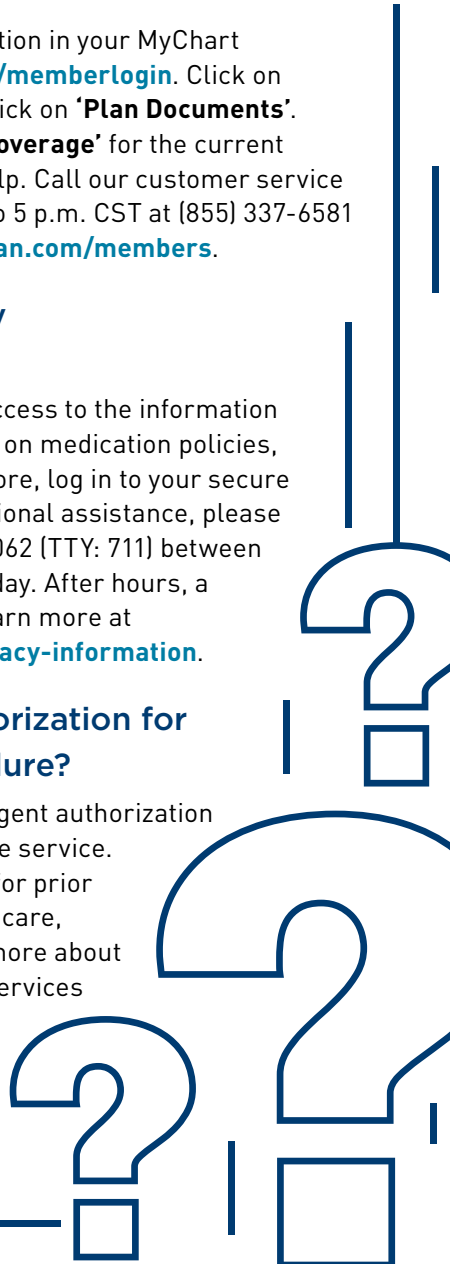 tion in your MyChart
/memberlogin. Click on
ick on ‘Plan Documents’.
overage’ for the current
lp. Call our customer service
o 5 p.m. CST at (855) 337-6581
an.com/members.
y
ccess to the information
on medication policies,
ore, log in to your secure
ional assistance, please
062 (TTY: 711) between
day. After hours, a
arn more at
acy-information.
orization for
dure?
gent authorization
e service.
for prior
care,
more about
ervices